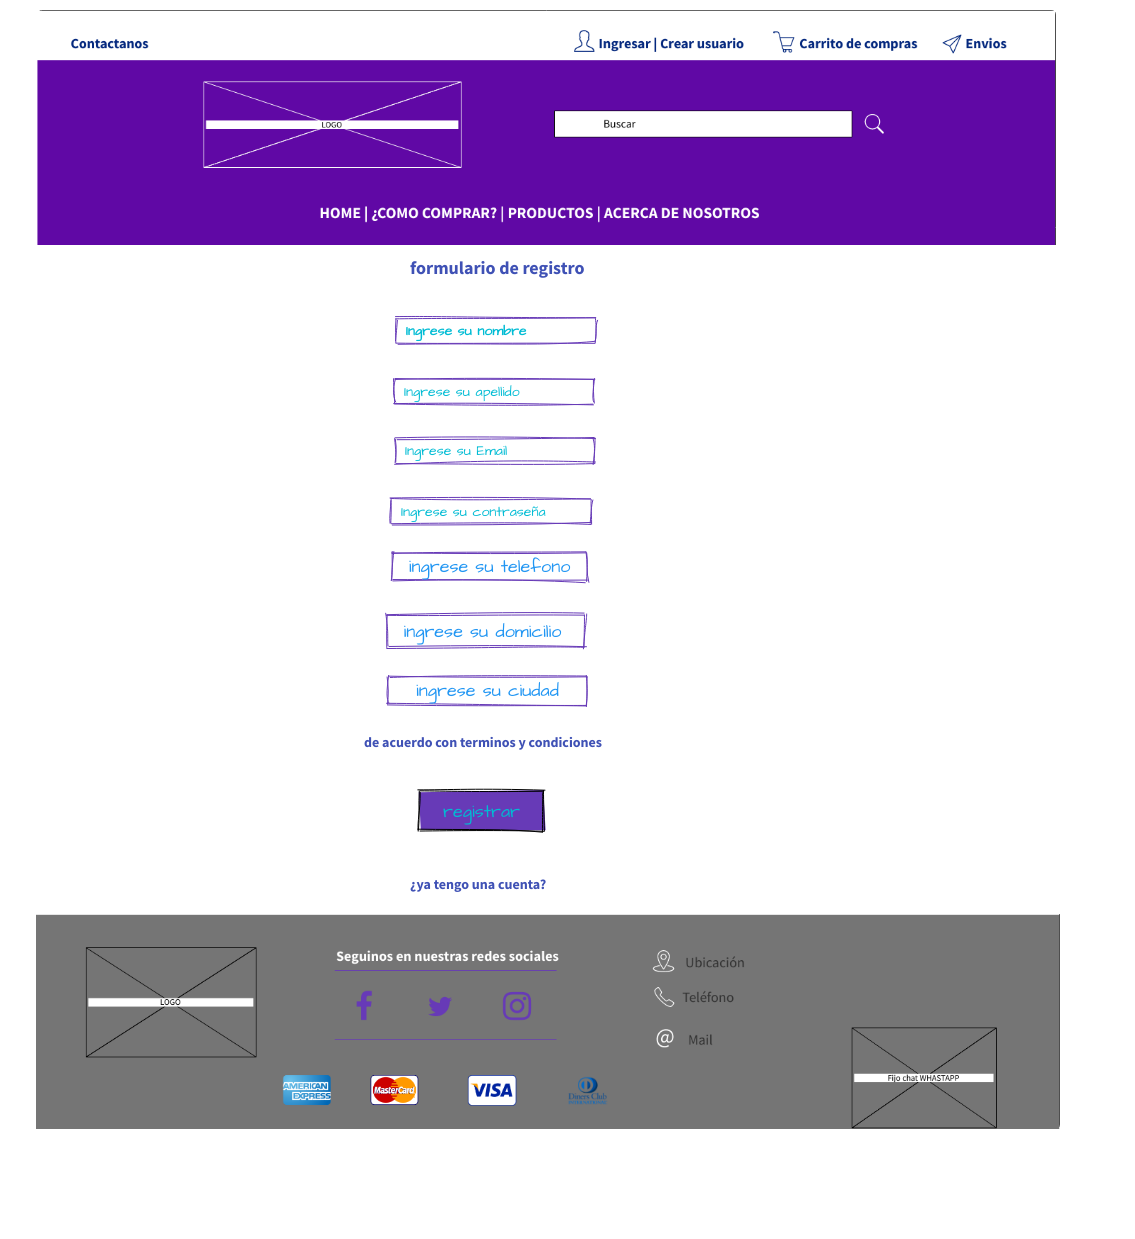 Contactanos
Ingresar | Crear usuario
Carrito de compras
Envios
LOGO
Buscar
HOME | ¿COMO COMPRAR? | PRODUCTOS | ACERCA DE NOSOTROS
formulario de registro
Ingrese su nombre
Ingrese su apellido
Ingrese su Email
Ingrese su contraseña
ingrese su telefono
ingrese su domicilio
ingrese su ciudad
de acuerdo con terminos y condiciones
registrar
¿ya tengo una cuenta?
LOGO
Seguinos en nuestras redes sociales
Ubicación
Teléfono
@ Mail
AMERICAN
EXPRESS
MasterCard
VISA
Diners Club
Fijo chat WHASTAPP